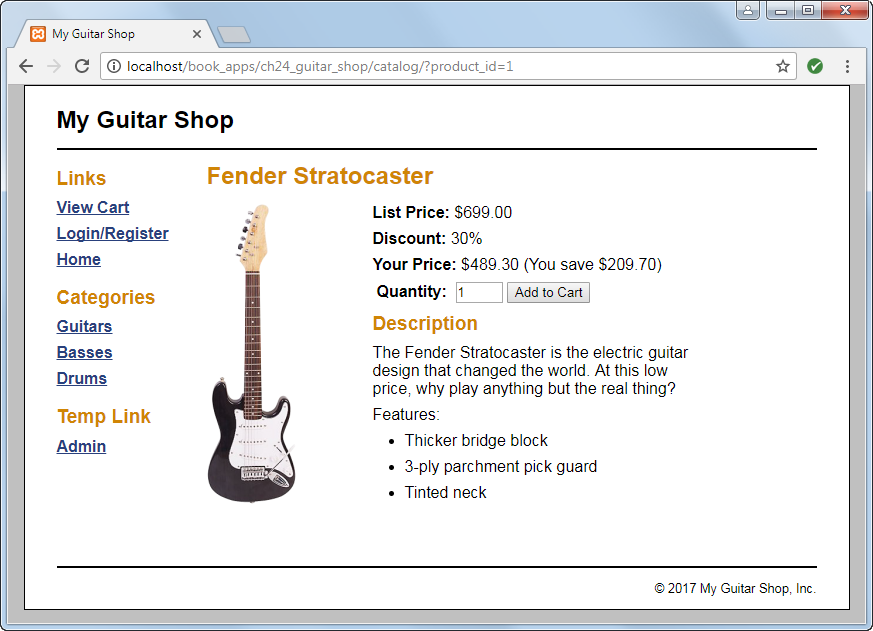 My Guitar Shop
localhost/book_apps/ch24_guitar_shop/catalog/?product_id=1
My Guitar Shop
Links
View Cart
Login/Register
Home
Categories
Guitars
Basses
Drums
Temp Link
Admin
Fender Stratocaster
List Price: $699.00
Discount: 30%
Your Price: $489.30 (You save $209.70)
Quantity: 1 Add to Cart
Description
The Fender Stratocaster is the electric guitar
design that changed the world. At this low
price, why play anything but the real thing?
Features:
• Thicker bridge block
• 3-ply parchment pick guard
• Tinted neck
© 2017 My Guitar Shop, Inc.